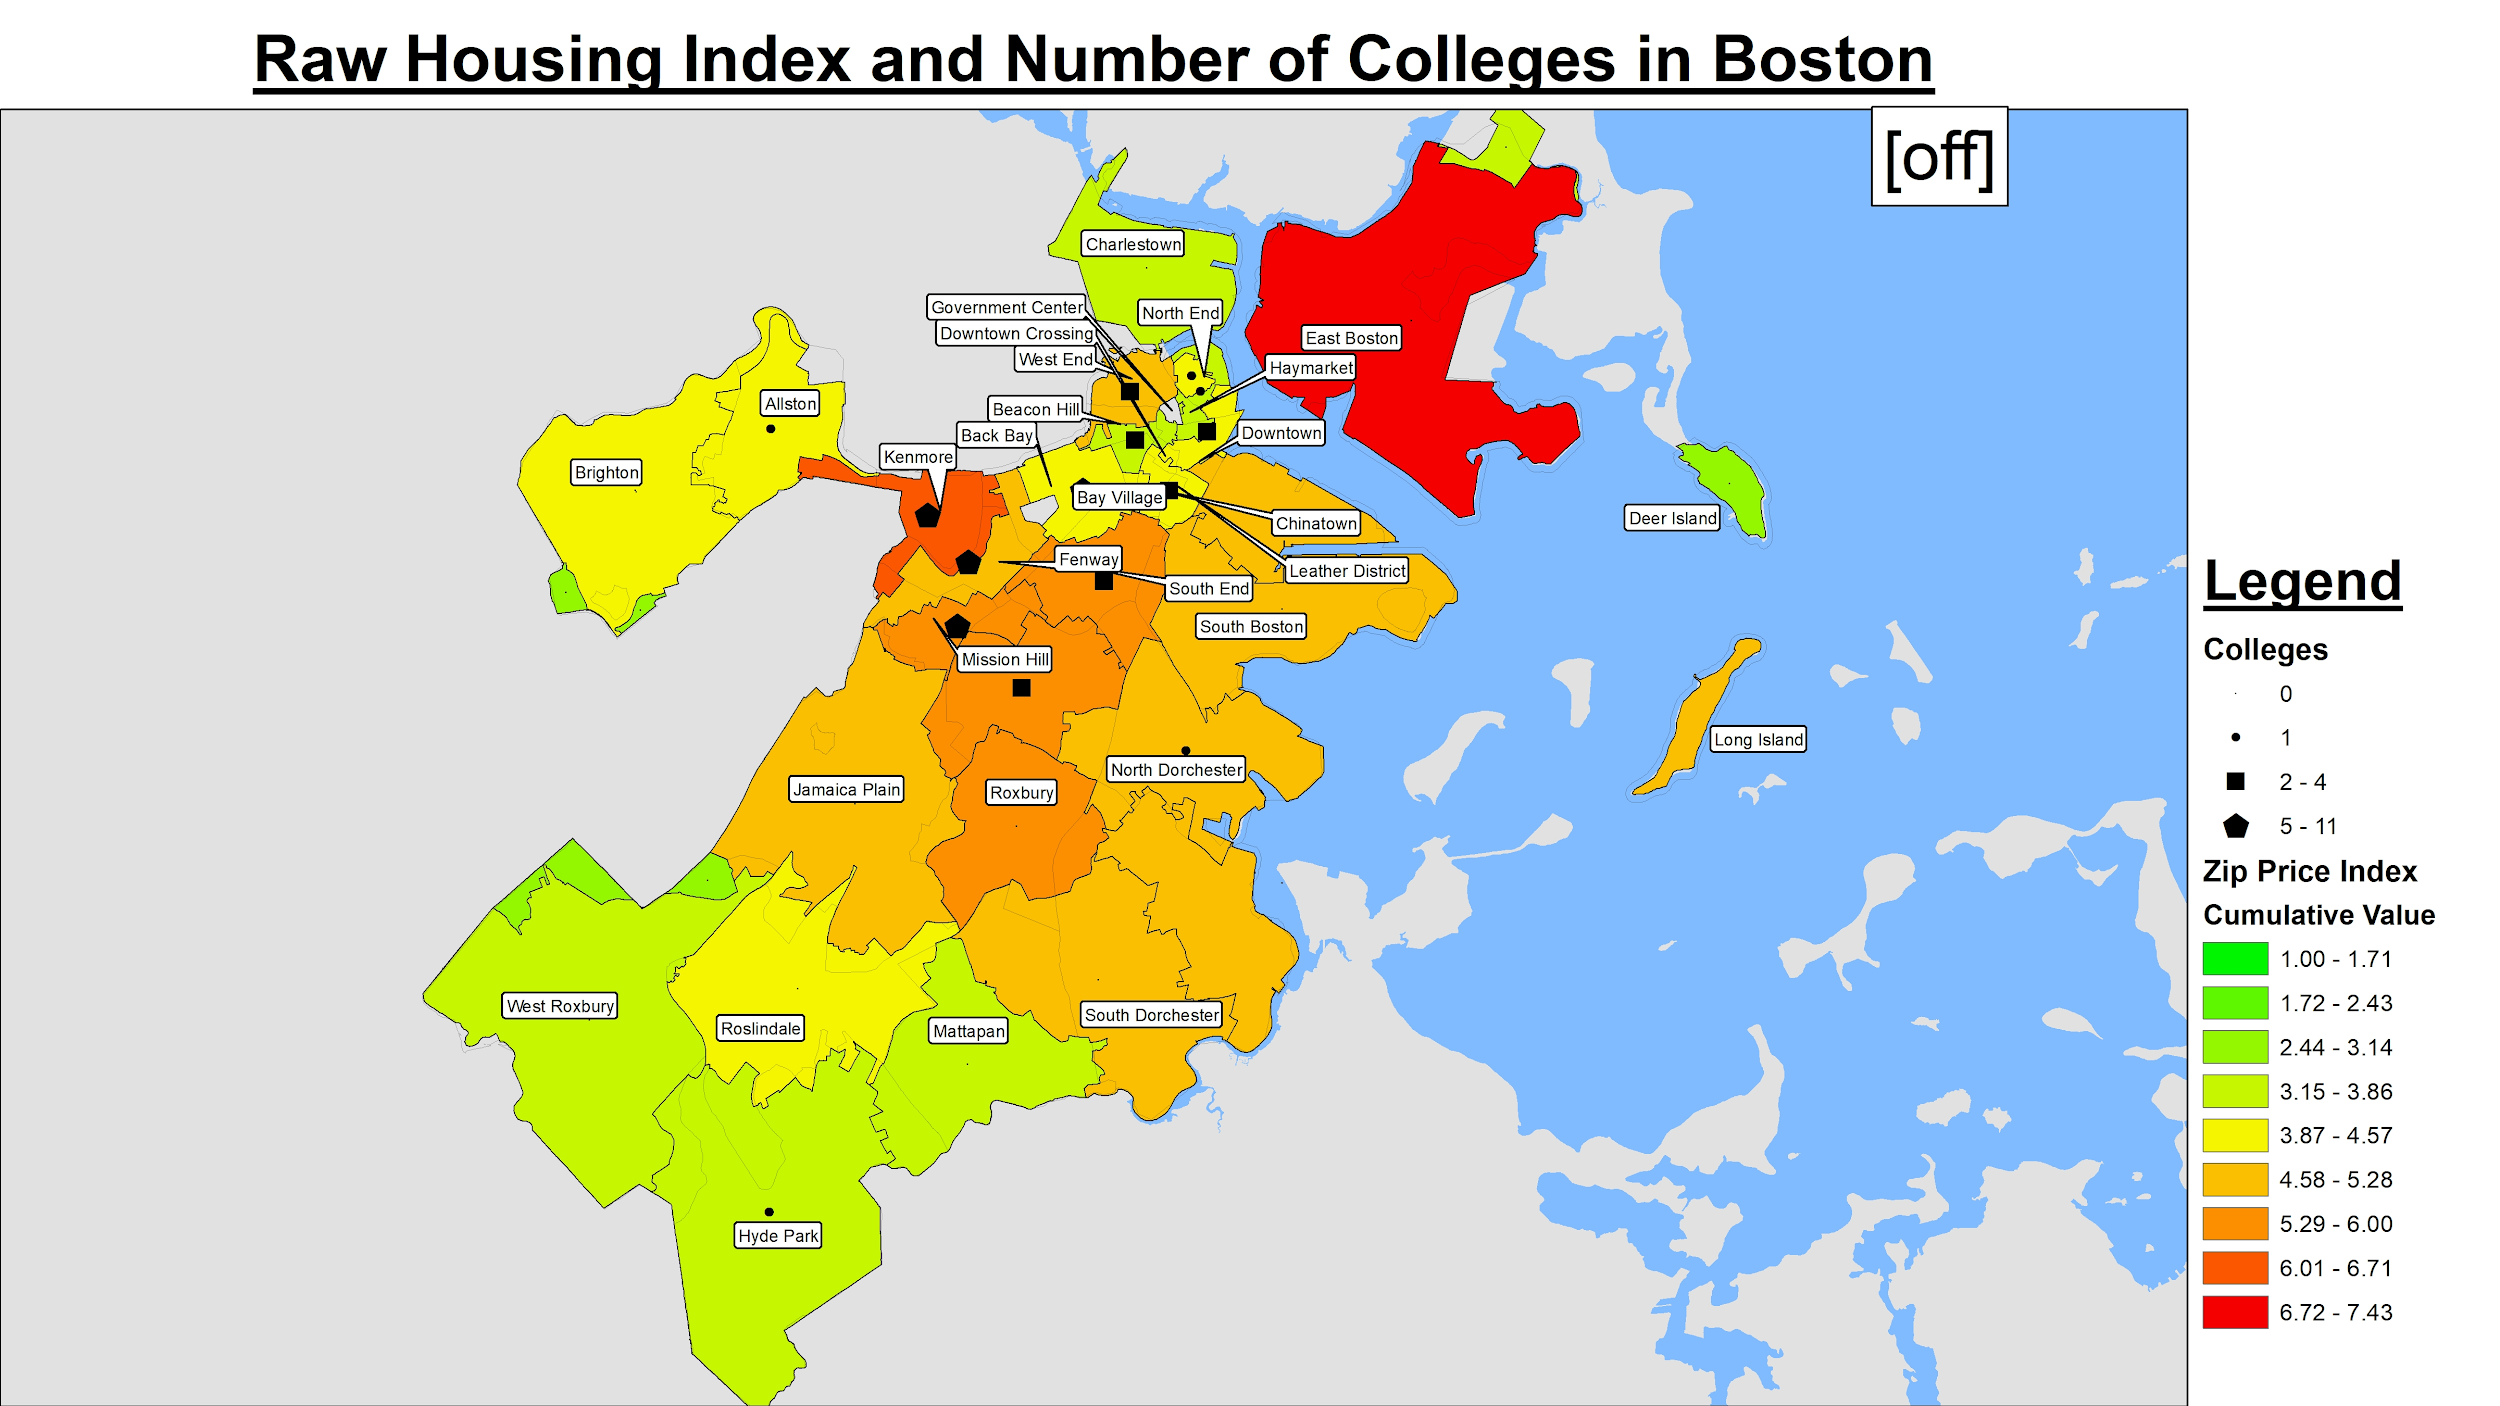 Raw Housing Index and Number of Colleges in Boston
[off]
Charlestown
Government Center
North End
Downtown Crossing
East Boston
West End
Haymarket
Allston
Beacon Hill
Back Bay
Downtown
Kenmore
Brighton
Bay Village
Deer Island
Chinatown
Fenway
Leather District
South End
South Boston
Mission Hill
Long Island
North Dorchester
Jamaica Plain
Roxbury
West Roxbury
South Dorchester
Roslindale
Mattapan
Hyde Park
Legend
Colleges
0
1
2 - 4
5 - 11
Zip Price Index
Cumulative Value
1.00 - 1.71
1.72 - 2.43
2.44 - 3.14
3.15 - 3.86
3.87 - 4.57
4.58 - 5.28
5.29 - 6.00
6.01 - 6.71
6.72 - 7.43